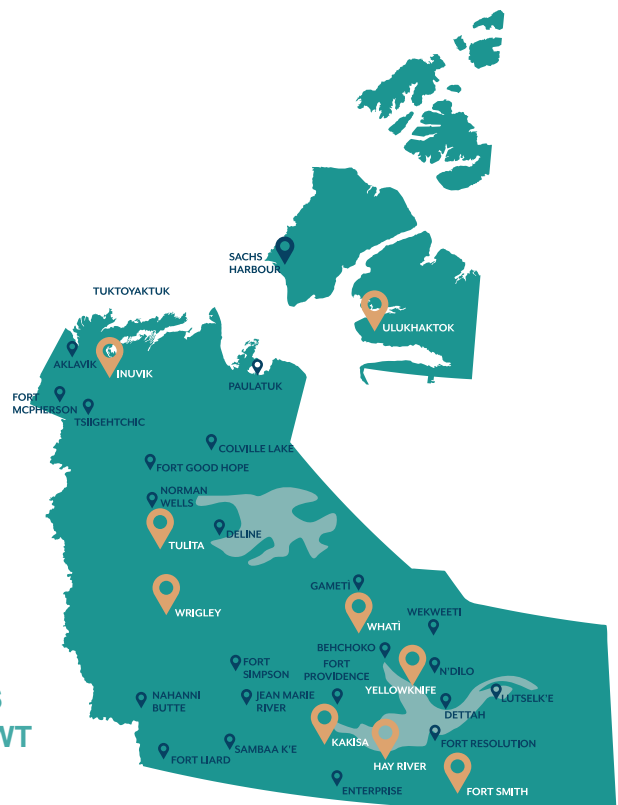 SACHS
HARBOUR
TUKTOYAKTUK
ULUKHAKTOK
AKLAVIK
INUVIK
PAULATUK
FORT
MCPHERSON
TSIIGEHTCHIC
COLVILLE LAKE
FORT GOOD HOPE
NORMAN
WELLS
DELINE
TULITA
GAMETÌ
WRIGLEY
WHATÌ
WEKWEETI
BEHCHOKO
FORT
SIMPSON
FORT
PROVIDENCE
N'DILO
YELLOWKNIFE
NAHANNI
BUTTE
JEAN MARIE
RIVER
LUTSELK'E
DETTAH
KAKISA
SAMBAA K'E
FORT RESOLUTION
FORT LIARD
HAY RIVER
ENTERPRISE
FORT SMITH